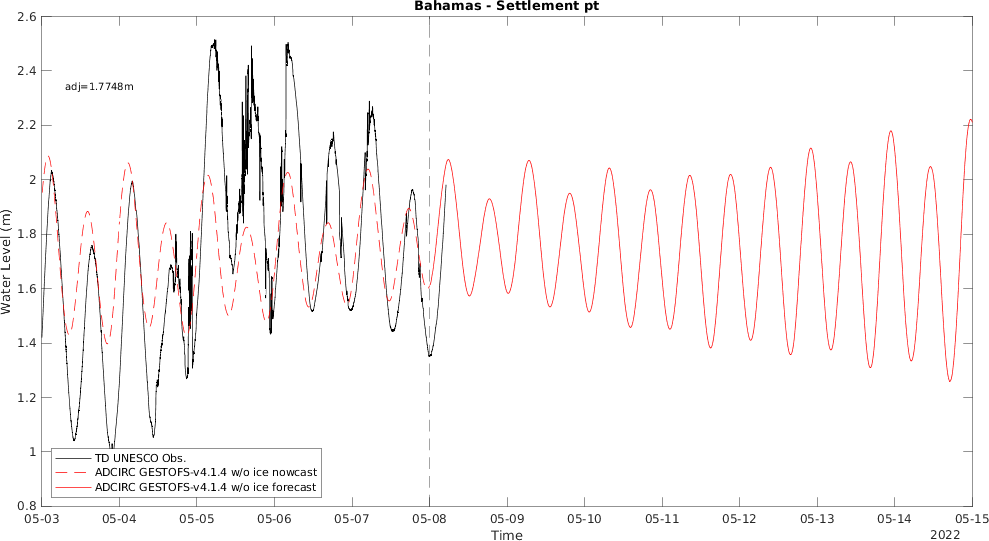 Bahamas - Settlement pt
2.6
2.4
adj=1.7748m
2.2
2
1.8
Water Level (m)
1.6
1.4
1.2
1
0.8
TD UNESCO Obs.
ADCIRC GESTOFS-v4.1.4 w/o ice nowcast
ADCIRC GESTOFS-v4.1.4 w/o ice forecast
05-03 05-04 05-05 05-06 05-07 05-08 05-09 05-10 05-11 05-12 05-13 05-14 05-15
Time
2022